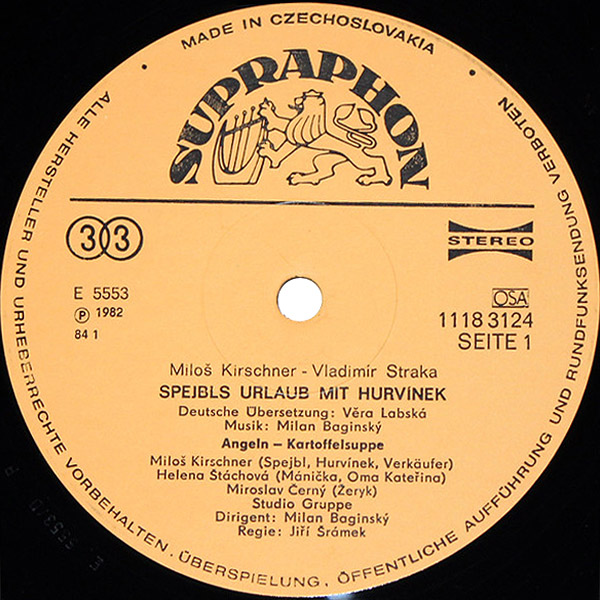 MADE IN CZECHOSLOVAKIA
SUPRAPHON
33
STEREO
E 5553
Ⓟ 1982
84 1
OSA
1118 3124
SEITE 1
Miloš Kirschner - Vladimír Straka
SPEJBLS URLAUB MIT HURVÍNEK
Deutsche Übersetzung: Věra Labská
Musik: Milan Baginský
Angeln – Kartoffelsuppe
Miloš Kirschner (Spejbl, Hurvínek, Verkäufer)
Helena Štáchová (Mánička, Oma Kateřina)
Miroslav Černý (Žeryk)
Studio Gruppe
Dirigent: Milan Baginský
Regie: Jiří Šrámek
ALLE HERSTELLER UND URHEBERRECHTE VORBEHALTEN. ÜBERSPIELUNG, ÖFFENTLICHE AUFFÜHRUNG UND RUNDFUNKSENDUNG VERBOTEN